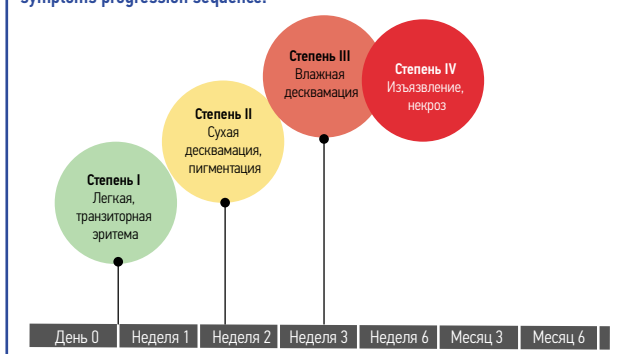 symptoms progression sequence.
Степень I
Легкая,
транзиторная
эритема
Степень II
Сухая
десквамация,
пигментация
Степень III
Влажная
десквамация
Степень IV
Изъязвление,
некроз
День 0
Неделя 1
Неделя 2
Неделя 3
Неделя 6
Месяц 3
Месяц 6